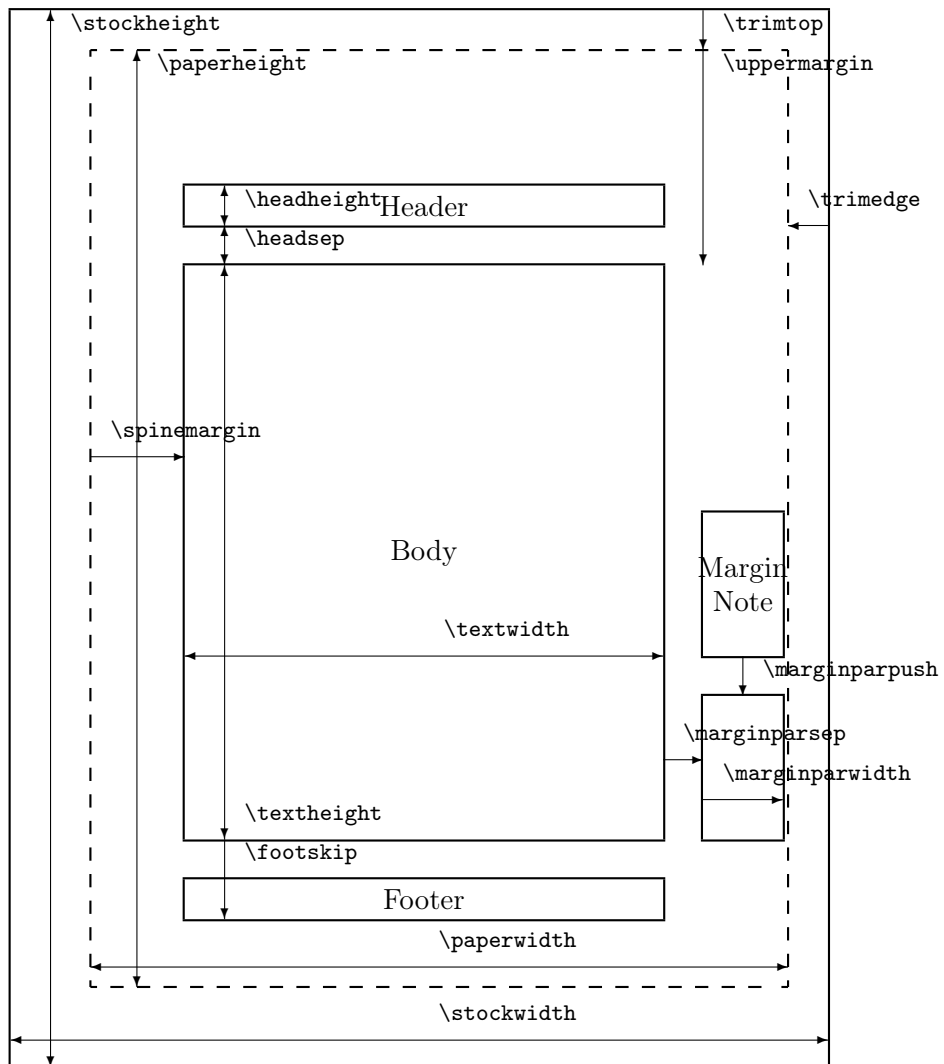 \stockheight
\trimtop
\paperheight
\uppermargin
\headheight
Header
\trimedge
\headsep
\spinemargin
Body
Margin
Note
\textwidth
\marginparpush
\marginparsep
\marginparwidth
\textheight
\footskip
Footer
\paperwidth
\stockwidth